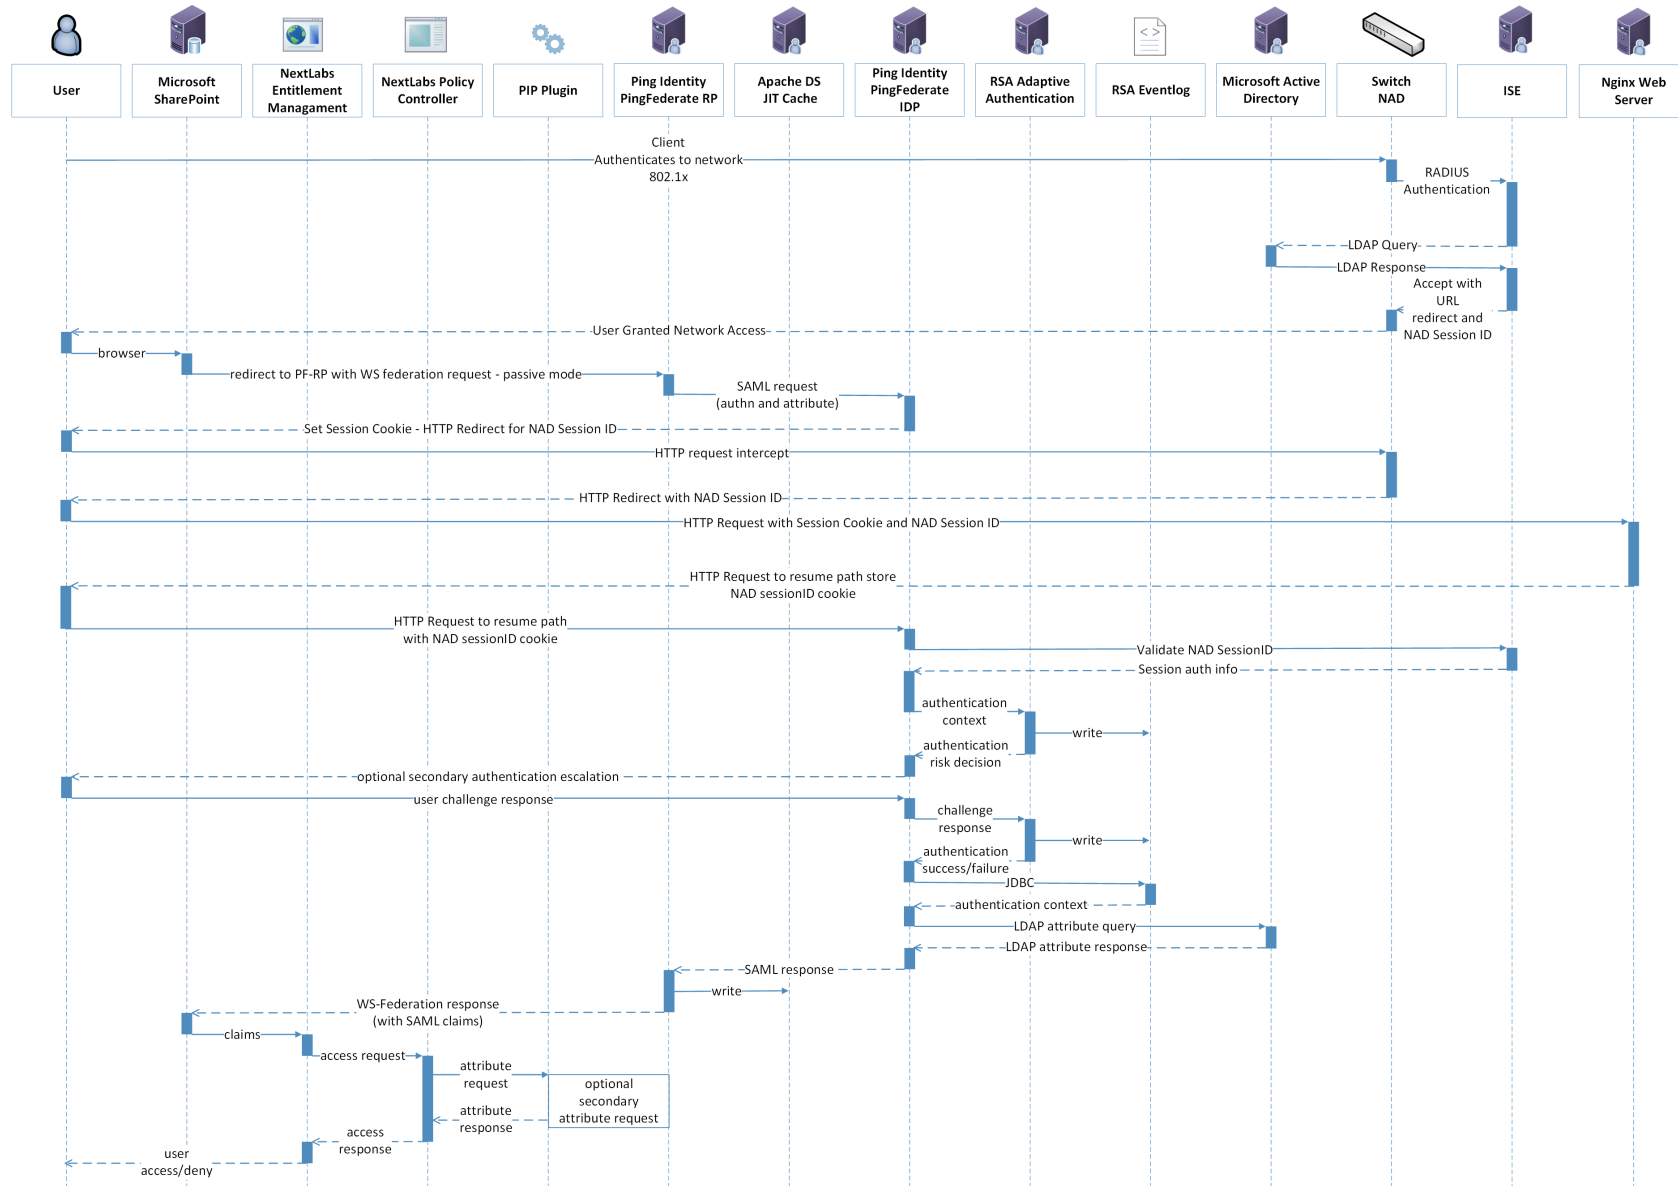 User
Microsoft
SharePoint
NextLabs
Entitlement
Managament
NextLabs Policy
Controller
PIP Plugin
Ping Identity
PingFederate RP
Apache DS
JIT Cache
Ping Identity
PingFederate
IDP
RSA Adaptive
Authentication
< >
RSA Eventlog
Microsoft Active
Directory
Switch
NAD
ISE
Nginx Web
Server
Client
Authenticates to network
802.1x
RADIUS
Authentication
LDAP Query
LDAP Response
Accept with
URL
redirect and
NAD Session ID
User Granted Network Access
browser
redirect to PF-RP with WS federation request - passive mode
SAML request
(authn and attribute)
Set Session Cookie - HTTP Redirect for NAD Session ID
HTTP request intercept
HTTP Redirect with NAD Session ID
HTTP Request with Session Cookie and NAD Session ID
HTTP Request to resume path store
NAD sessionID cookie
HTTP Request to resume path
with NAD sessionID cookie
Validate NAD SessionID
Session auth info
authentication
context
write
authentication
risk decision
optional secondary authentication escalation
user challenge response
challenge
response
write
authentication
success/failure
JDBC
authentication context
LDAP attribute query
LDAP attribute response
SAML response
write
WS-Federation response
(with SAML claims)
claims
access request
attribute
request
optional
secondary
attribute request
attribute
response
access
response
user
access/deny